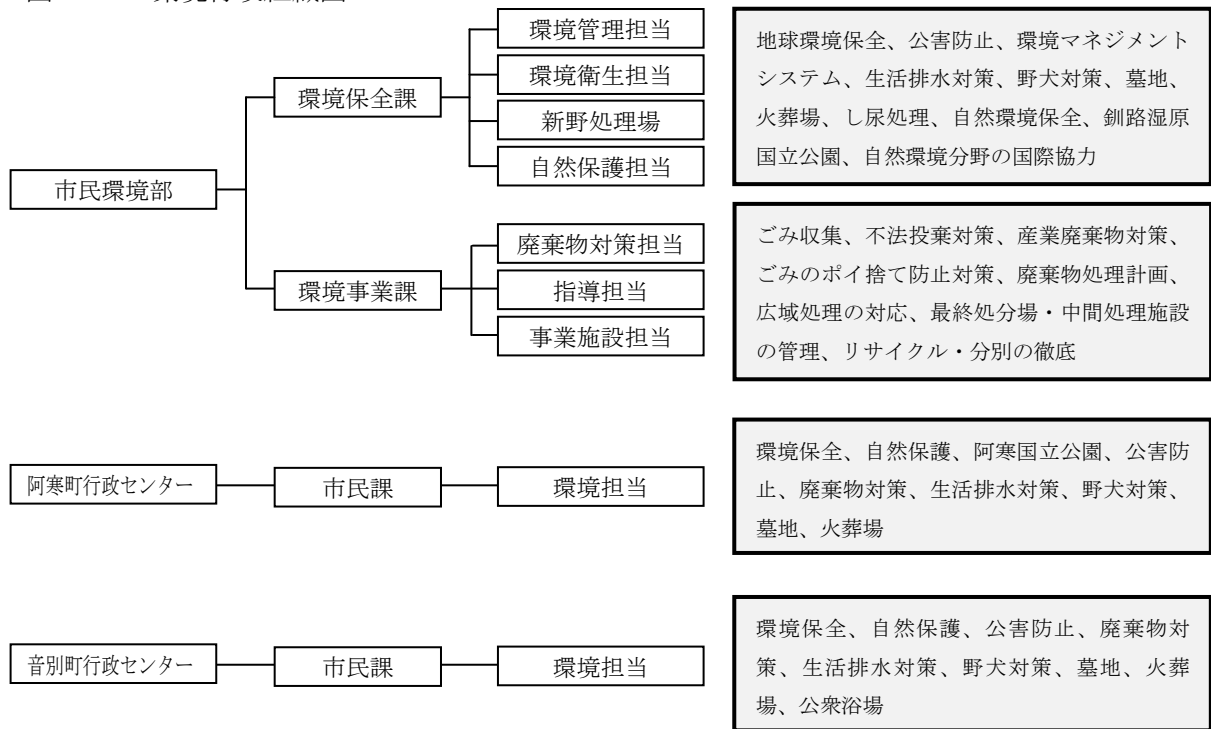 環境管理担当
環境衛生担当
環境保全課
新野処理場
自然保護担当
地球環境保全、公害防止、環境マネジメント
システム、生活排水対策、野犬対策、墓地、
火葬場、し尿処理、自然環境保全、釧路湿原
国立公園、自然環境分野の国際協力
市民環境部
廃棄物対策担当
環境事業課
指導担当
事業施設担当
ごみ収集、不法投棄対策、産業廃棄物対策、
ごみのポイ捨て防止対策、廃棄物処理計画、
広域処理の対応、最終処分場・中間処理施設
の管理、リサイクル・分別の徹底
阿寒町行政センター
市民課
環境担当
環境保全、自然保護、阿寒国立公園、公害防
止、廃棄物対策、生活排水対策、野犬対策、
墓地、火葬場
音別町行政センター
市民課
環境担当
環境保全、自然保護、公害防止、廃棄物対
策、生活排水対策、野犬対策、墓地、火葬
場、公衆浴場